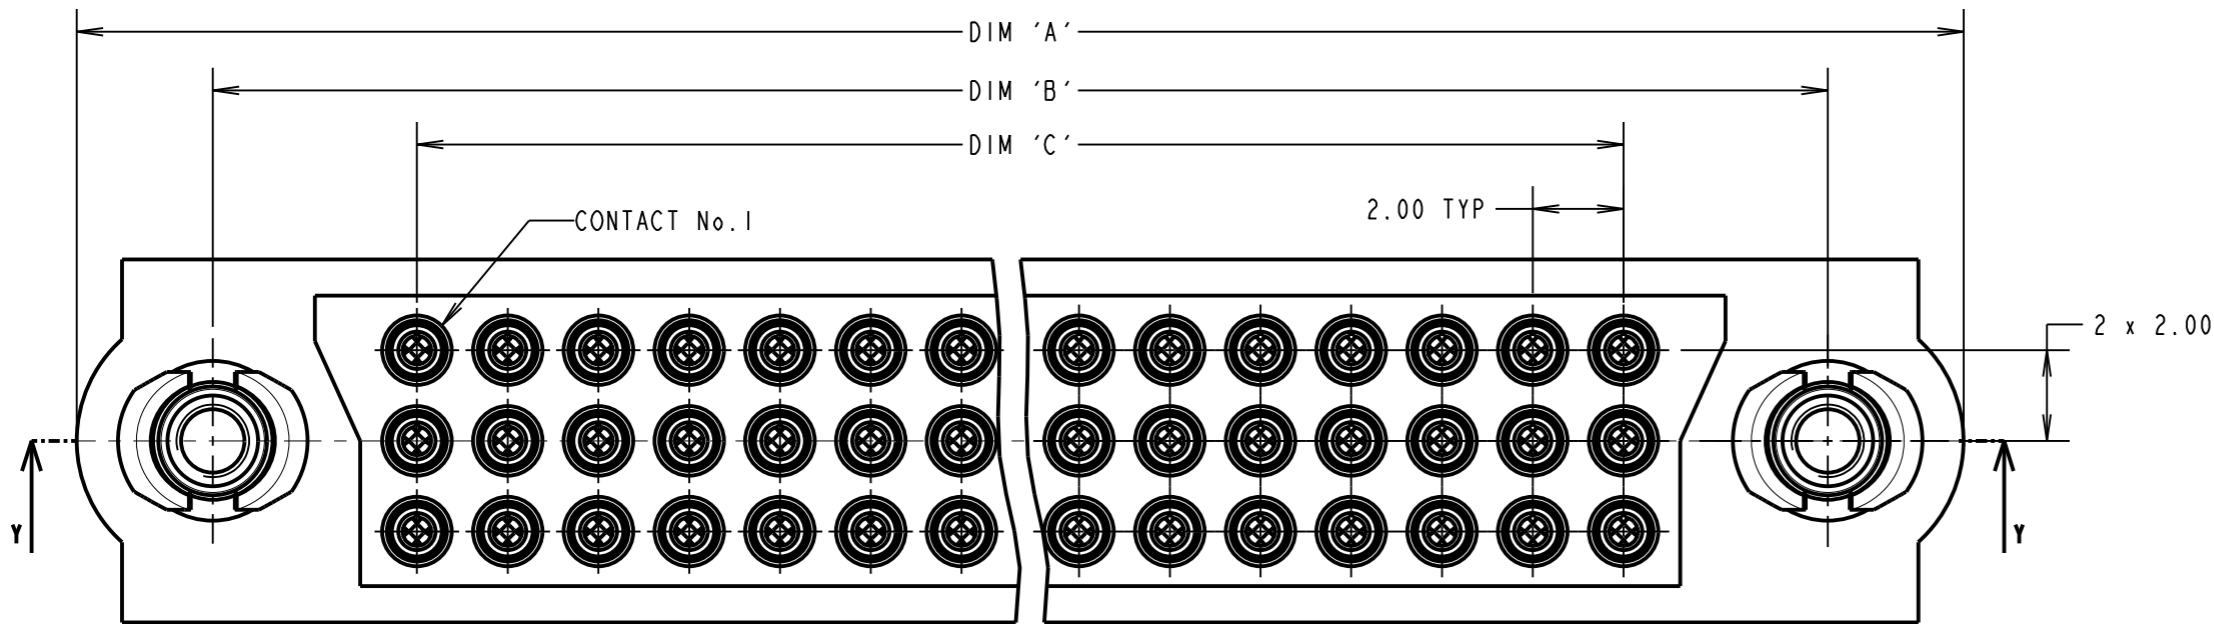 DIM 'A'
DIM 'B'
DIM 'C'
2.00 TYP
CONTACT No.1
2 x 2.00
Y
Y